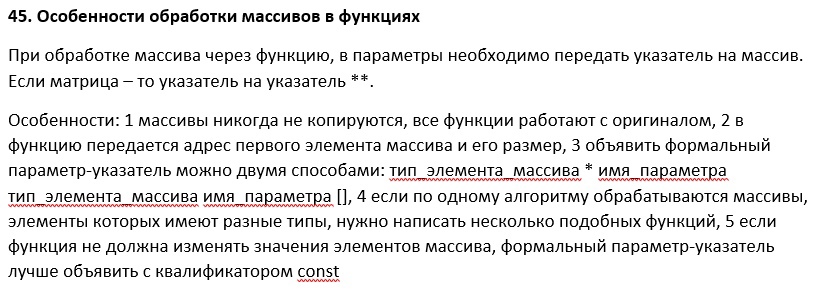 45. Особенности обработки массивов в функциях
При обработке массива через функцию, в параметры необходимо передать указатель на массив.
Если матрица – то указатель на указатель **.
Особенности: 1 массивы никогда не копируются, все функции работают с оригиналом, 2 в
функцию передается адрес первого элемента массива и его размер, 3 объявить формальный
параметр-указатель можно двумя способами: тип_элемента_массива * имя_параметра
тип_элемента_массива имя_параметра [], 4 если по одному алгоритму обрабатываются массивы,
элементы которых имеют разные типы, нужно написать несколько подобных функций, 5 если
функция не должна изменять значения элементов массива, формальный параметр-указатель
лучше объявить с квалификатором const